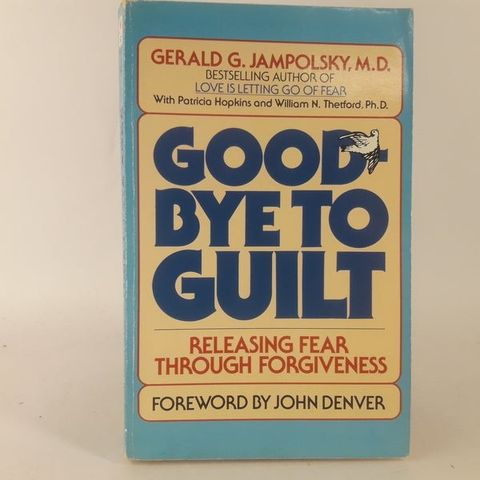 GERALD G. JAMPOLSKY, M.D.
BESTSELLING AUTHOR OF
LOVE IS LETTING GO OF FEAR
With Patricia Hopkins and William N. Thetford, Ph.D.
GOOD-
BYE TO
GUILT
RELEASING FEAR
THROUGH FORGIVENESS
FOREWORD BY JOHN DENVER